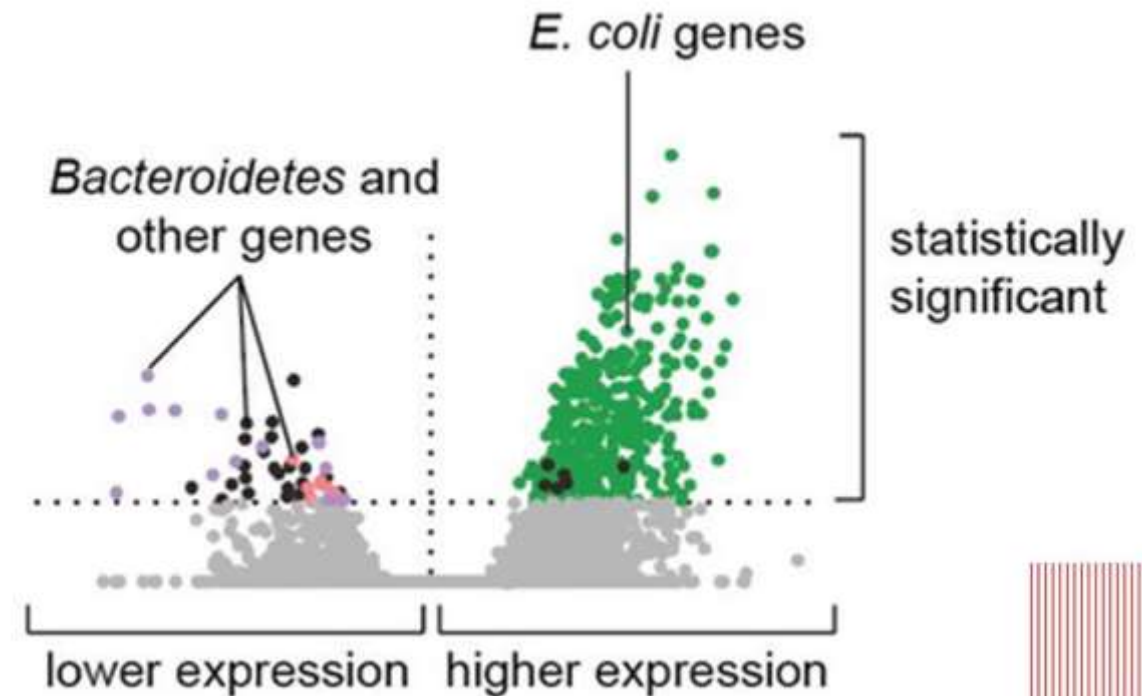 E. coli genes
Bacteroidetes and
other genes
statistically
significant
lower expression
higher expression